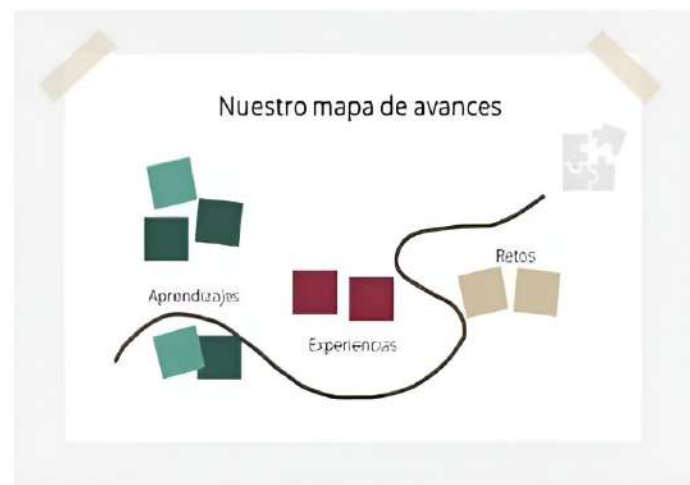 Nuestro mapa de avances
Retos
Aprendizajes
Experiencias